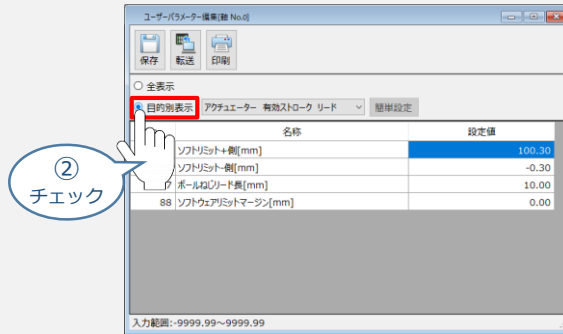 ユーザーパラメーター編集[軸 No.0]
保存 転送 印刷
全表示
目的別表示 アクチュエーター 有効ストローク リード 簡単設定
名称 設定値
ソフトリミット+側[mm] 100.30
ソフトリミット-側[mm] -0.30
7 ボールねじリード長[mm] 10.00
88 ソフトウェアリミットマージン[mm] 0.00
②
チェック
入力範囲:-9999.99～9999.99